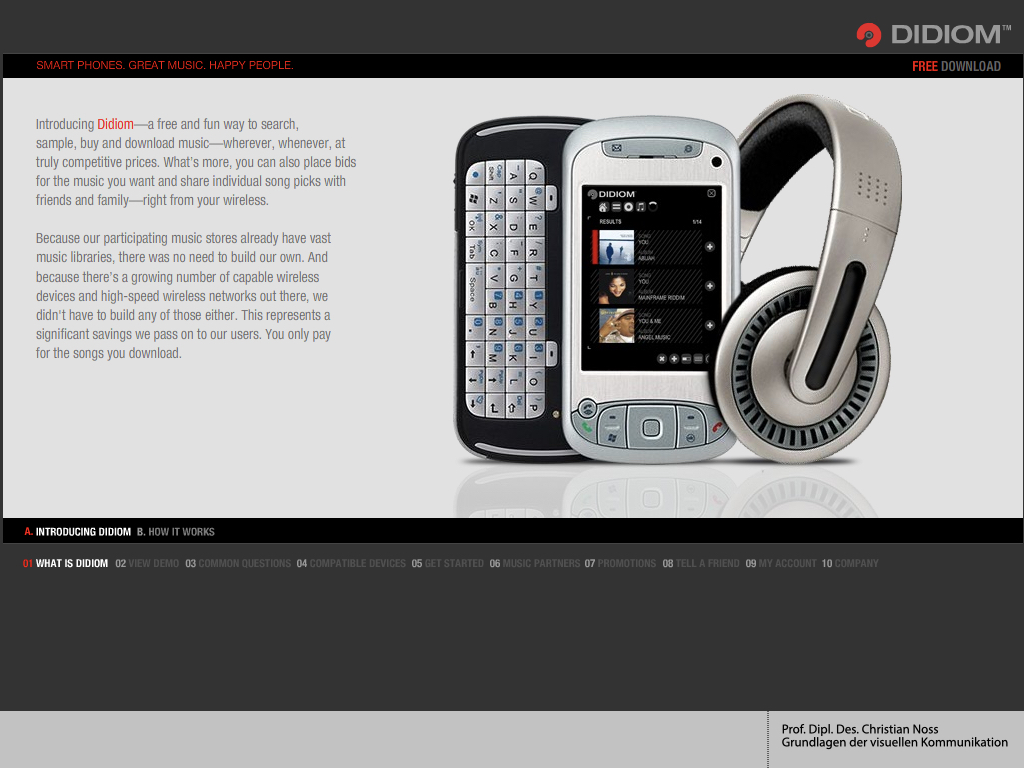 DIDIOM™
SMART PHONES. GREAT MUSIC. HAPPY PEOPLE.
FREE DOWNLOAD
Introducing Didiom—a free and fun way to search,
sample, buy and download music—wherever, whenever, at
truly competitive prices. What's more, you can also place bids
for the music you want and share individual song picks with
friends and family—right from your wireless.
Because our participating music stores already have vast
music libraries, there was no need to build our own. And
because there's a growing number of capable wireless
devices and high-speed wireless networks out there, we
didn't have to build any of those either. This represents a
significant savings we pass on to our users. You only pay
for the songs you download.
DIDIOM
RESULTS 1/14
SONG
YOU
ALBUM
ABIJAH
SONG
YOU
ALBUM
MAINFRAME RIDDIM
SONG
YOU & ME
ALBUM
ANGEL MUSIC
A. INTRODUCING DIDIOM B. HOW IT WORKS
01 WHAT IS DIDIOM 02 VIEW DEMO 03 COMMON QUESTIONS 04 COMPATIBLE DEVICES 05 GET STARTED 06 MUSIC PARTNERS 07 PROMOTIONS 08 TELL A FRIEND 09 MY ACCOUNT 10 COMPANY
Prof. Dipl. Des. Christian Noss
Grundlagen der visuellen Kommunikation